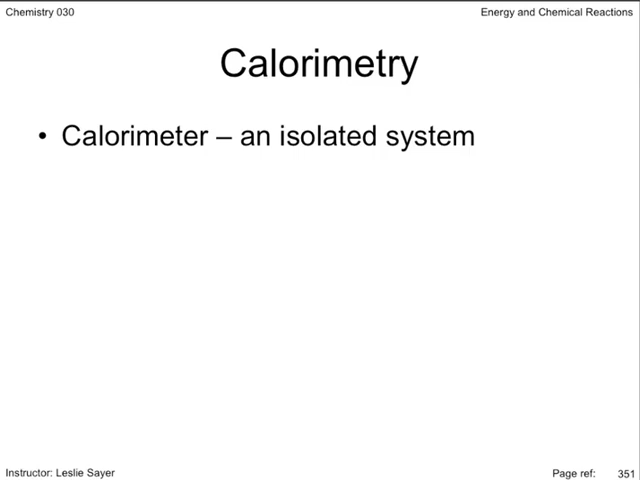 Chemistry 030
Energy and Chemical Reactions
Calorimetry
• Calorimeter – an isolated system
Instructor: Leslie Sayer
Page ref: 351